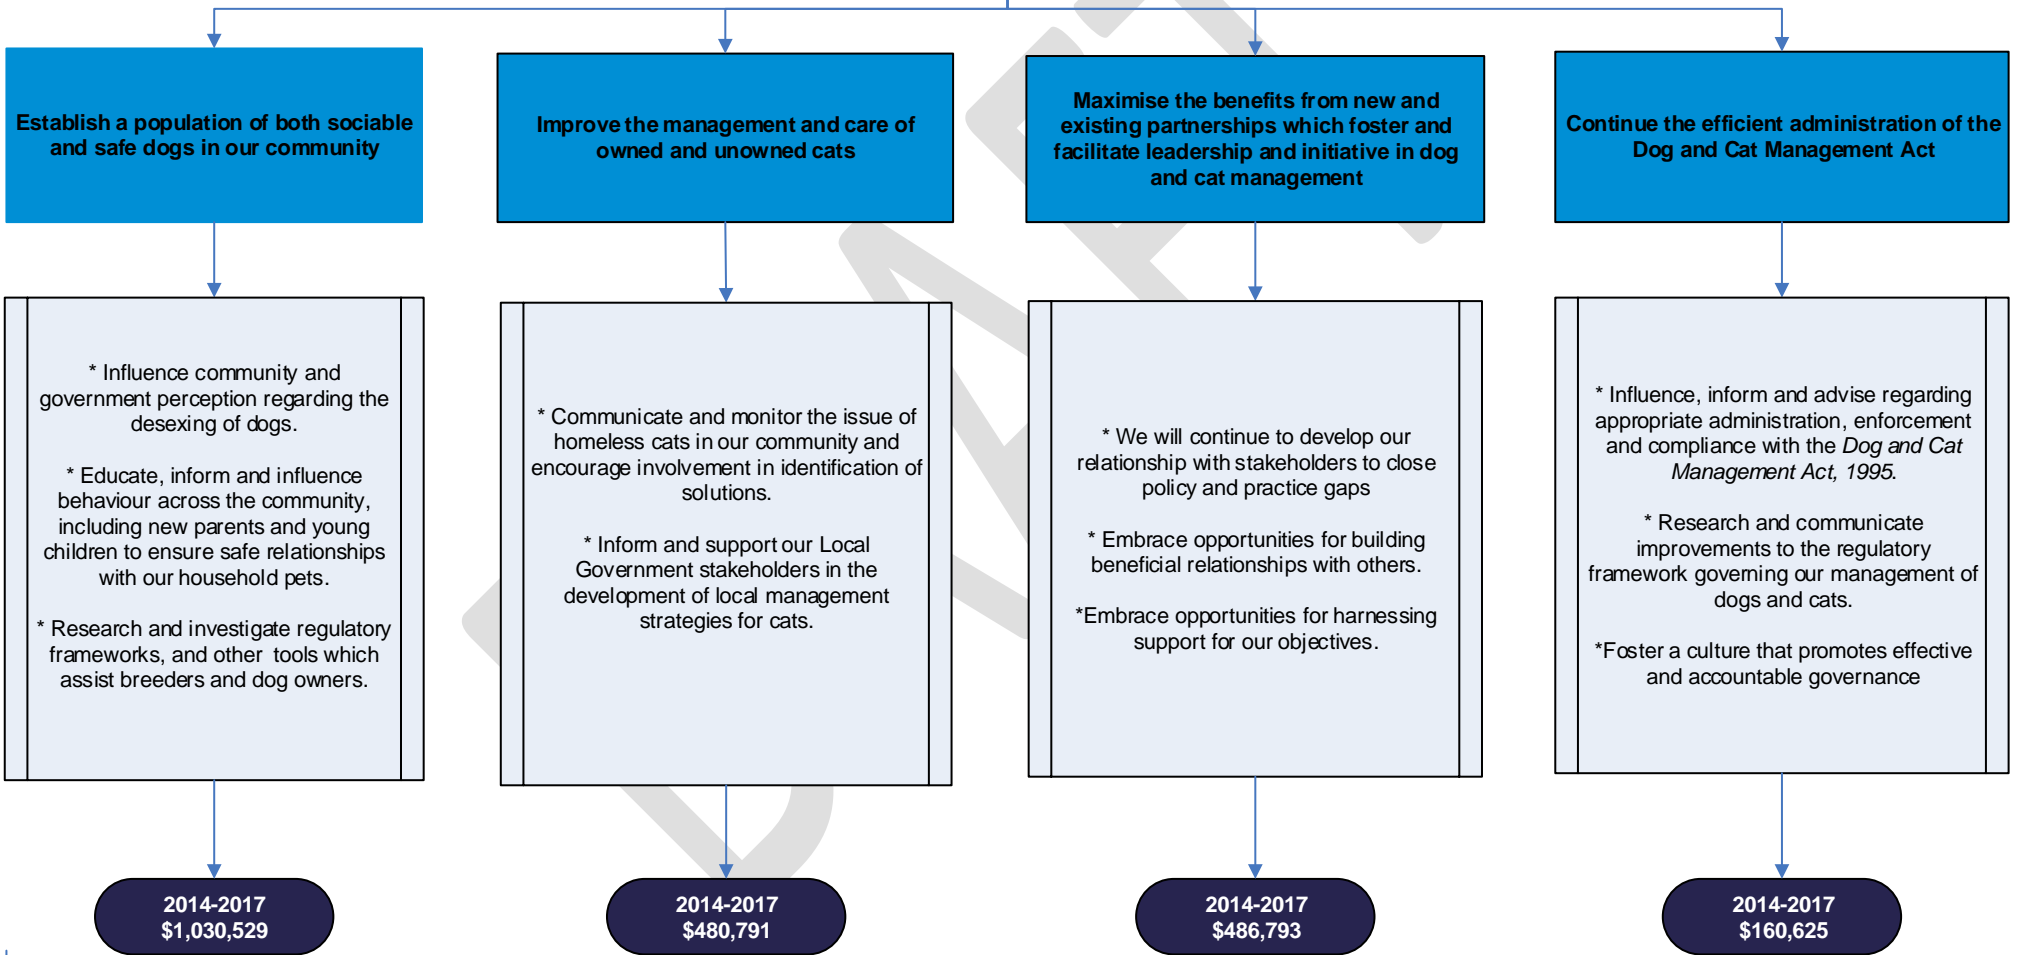 Establish a population of both sociable
and safe dogs in our community
Improve the management and care of
owned and unowned cats
Maximise the benefits from new and
existing partnerships which foster and
facilitate leadership and initiative in dog
and cat management
Continue the efficient administration of the
Dog and Cat Management Act
* Influence community and
government perception regarding the
desexing of dogs.
* Educate, inform and influence
behaviour across the community,
including new parents and young
children to ensure safe relationships
with our household pets.
* Research and investigate regulatory
frameworks, and other tools which
assist breeders and dog owners.
* Communicate and monitor the issue of
homeless cats in our community and
encourage involvement in identification of
solutions.
* Inform and support our Local
Government stakeholders in the
development of local management
strategies for cats.
* We will continue to develop our
relationship with stakeholders to close
policy and practice gaps
* Embrace opportunities for building
beneficial relationships with others.
*Embrace opportunities for harnessing
support for our objectives.
* Influence, inform and advise regarding
appropriate administration, enforcement
and compliance with the Dog and Cat
Management Act, 1995.
* Research and communicate
improvements to the regulatory
framework governing our management of
dogs and cats.
*Foster a culture that promotes effective
and accountable governance
2014-2017
$1,030,529
2014-2017
$480,791
2014-2017
$486,793
2014-2017
$160,625
DRAFT